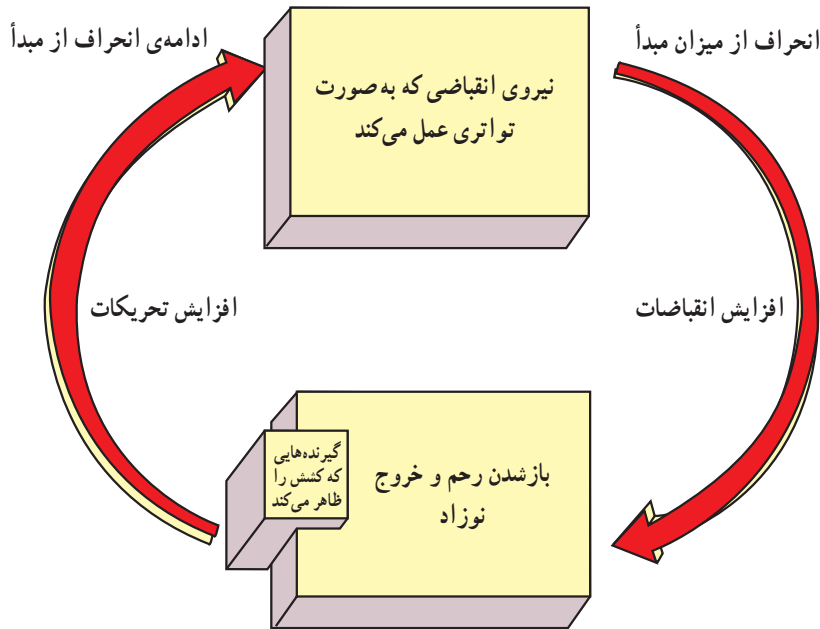 انحراف از میزان مبدأ
ادامه‌ی انحراف از مبدأ
نیروی انقباضی که به‌صورت
تواتری عمل می‌کند
افزایش انقباضات
افزایش تحریکات
بازشدن رحم و خروج
نوزاد
گیرنده‌هایی
که کشش را
ظاهر می‌کند